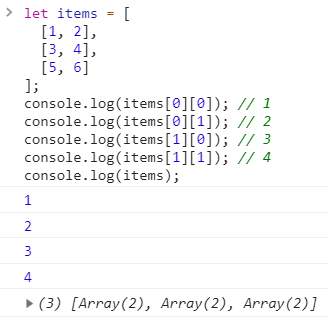 > let items = [
  [1, 2],
  [3, 4],
  [5, 6]
];
console.log(items[0][0]); // 1
console.log(items[0][1]); // 2
console.log(items[1][0]); // 3
console.log(items[1][1]); // 4
console.log(items);
1
2
3
4
▶ (3) [Array(2), Array(2), Array(2)]